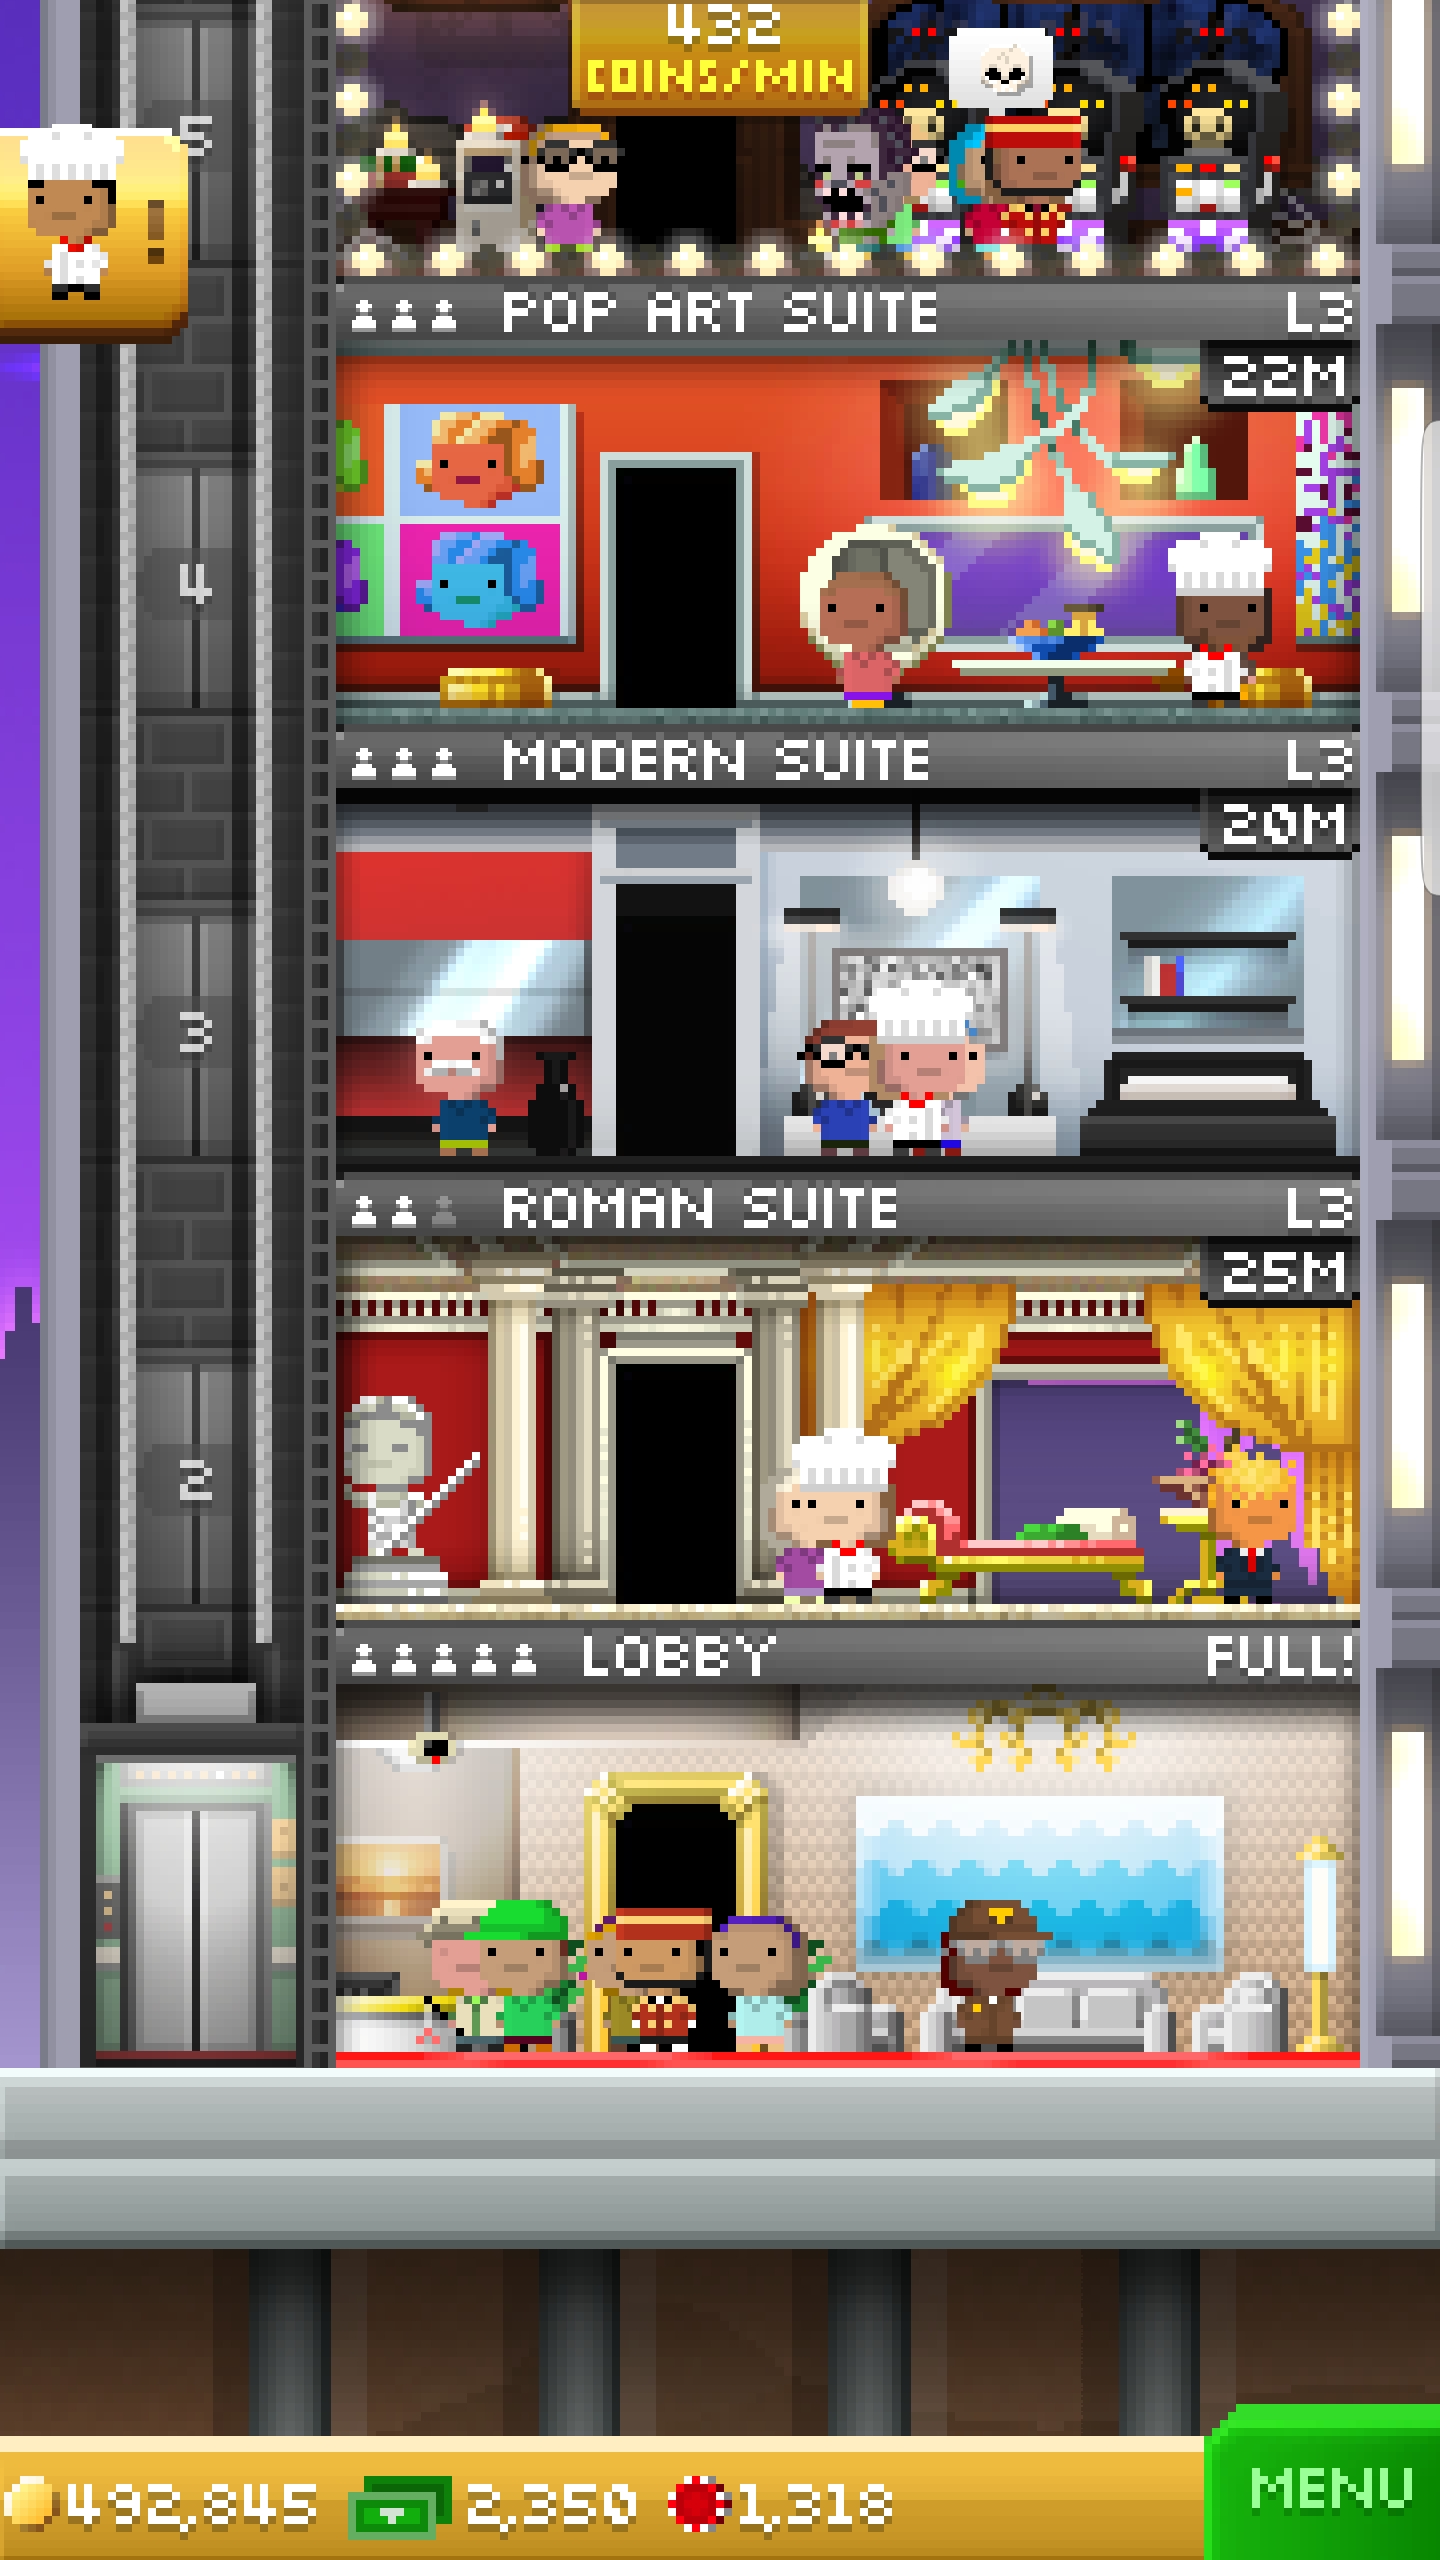 432
COINS/MIN
!
5
POP ART SUITE L3
22M
4
MODERN SUITE L3
20M
3
ROMAN SUITE L3
25M
2
LOBBY FULL!
492,845 2,350 1,318
MENU